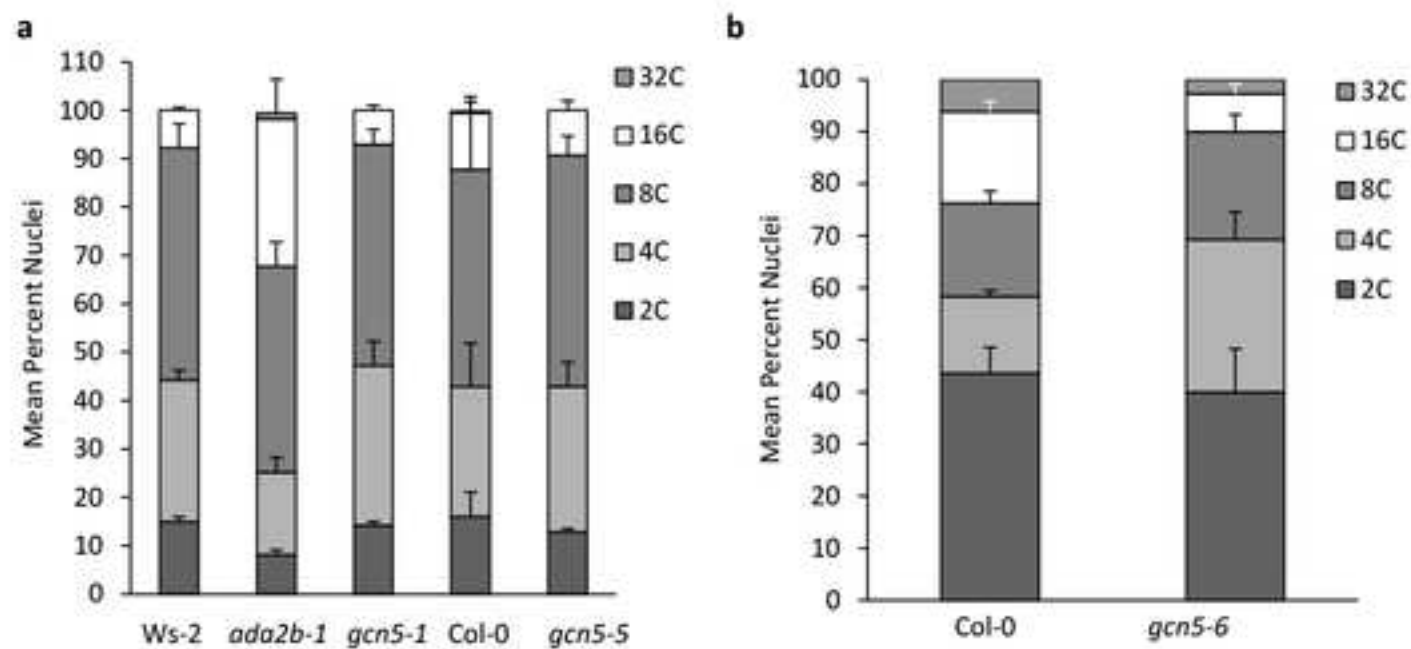 a
110
100
90
80
70
60
50
40
30
20
10
0
Mean Percent Nuclei
Ws-2 ada2b-1 gcn5-1 Col-0 gcn5-5
32C
16C
8C
4C
2C
b
100
90
80
70
60
50
40
30
20
10
0
Mean Percent Nuclei
Col-0 gcn5-6
32C
16C
8C
4C
2C